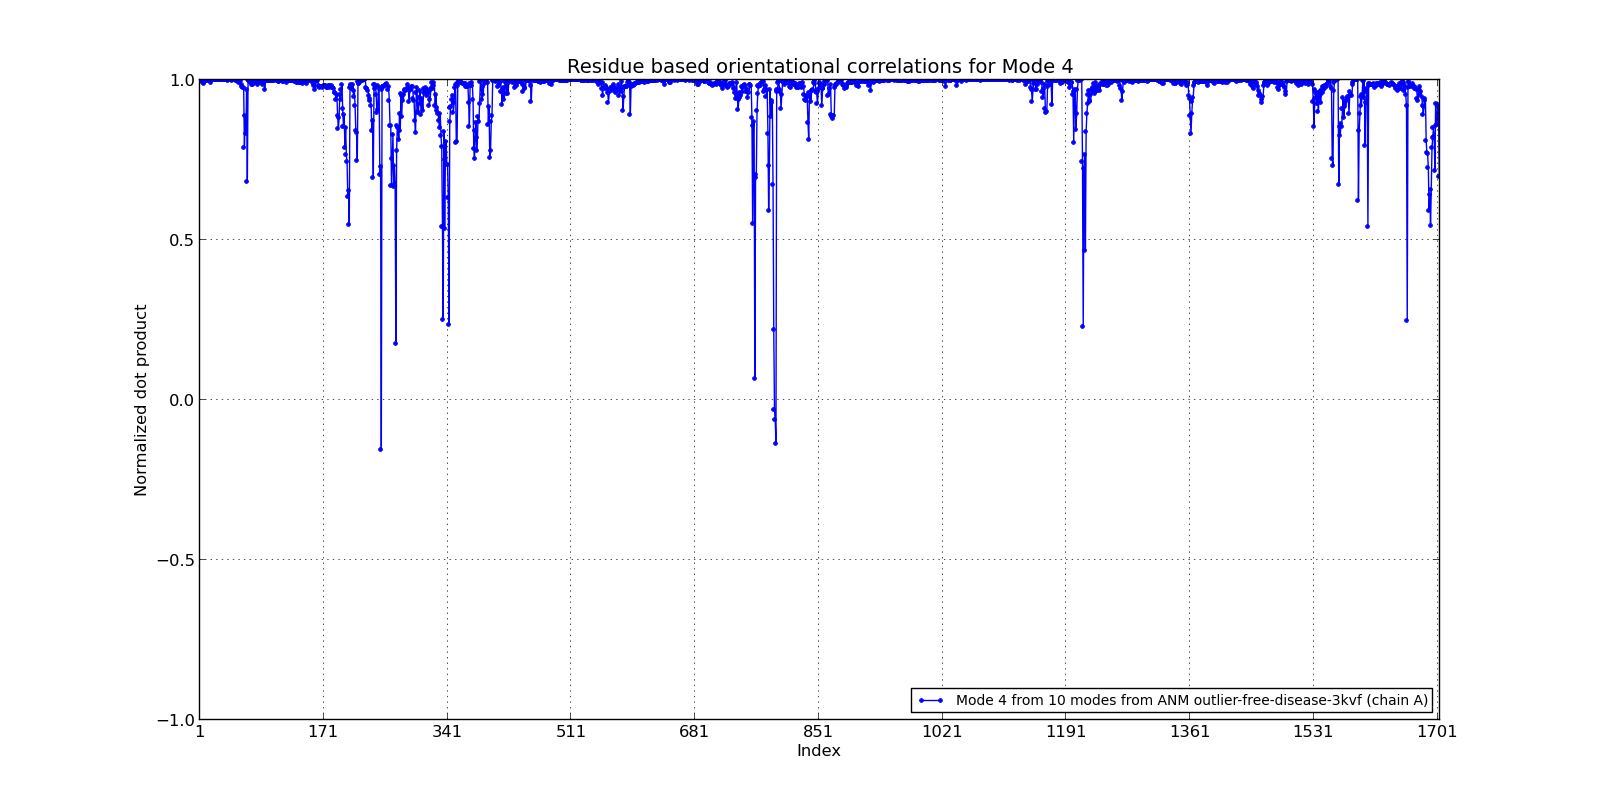 Residue based orientational correlations for Mode 4
1.0
0.5
0.0
−0.5
−1.0
Normalized dot product
Mode 4 from 10 modes from ANM outlier-free-disease-3kvf (chain A)
1 171 341 511 681 851 1021 1191 1361 1531 1701
Index